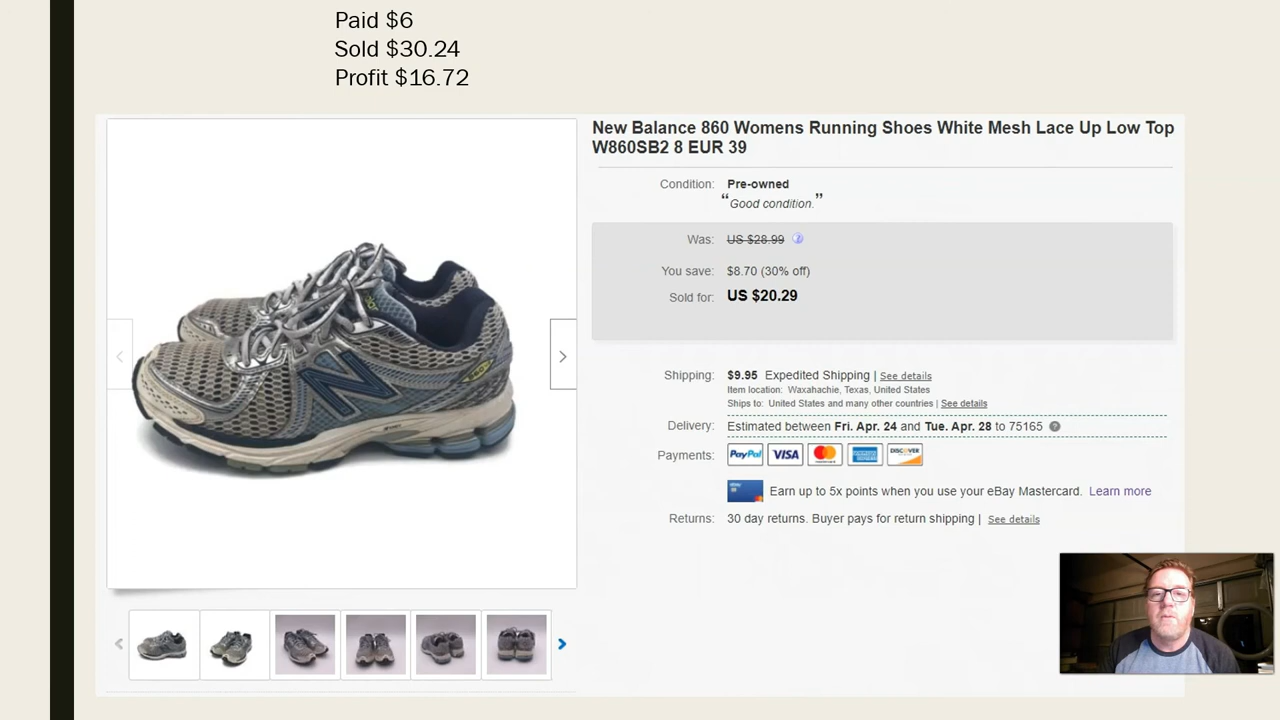 Paid $6
Sold $30.24
Profit $16.72
New Balance 860 Womens Running Shoes White Mesh Lace Up Low Top
W860SB2 8 EUR 39
Condition: Pre-owned
“Good condition.”
Was: US $28.99 ?
You save: $8.70 (30% off)
Sold for: US $20.29
Shipping: $9.95 Expedited Shipping | See details
Item location: Waxahachie, Texas, United States
Ships to: United States and many other countries | See details
Delivery: Estimated between Fri. Apr. 24 and Tue. Apr. 28 to 75165 ?
Payments: PayPal VISA MasterCard AMERICAN EXPRESS DISCOVER
Earn up to 5x points when you use your eBay Mastercard. Learn more
Returns: 30 day returns. Buyer pays for return shipping | See details